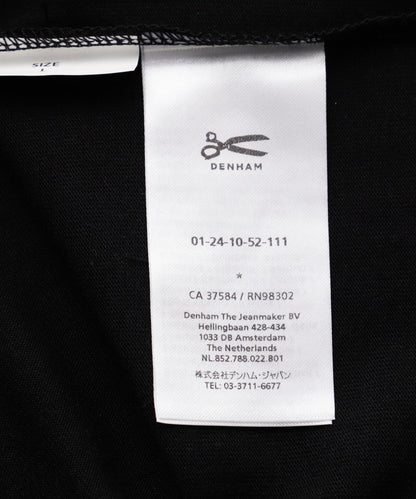 SIZE
DENHAM
01-24-10-52-111
*
CA 37584 / RN98302
Denham The Jeanmaker BV
Hellingbaan 428-434
1033 DB Amsterdam
The Netherlands
NL.852.788.022.B01
株式会社デンハム・ジャパン
TEL: 03-3711-6677